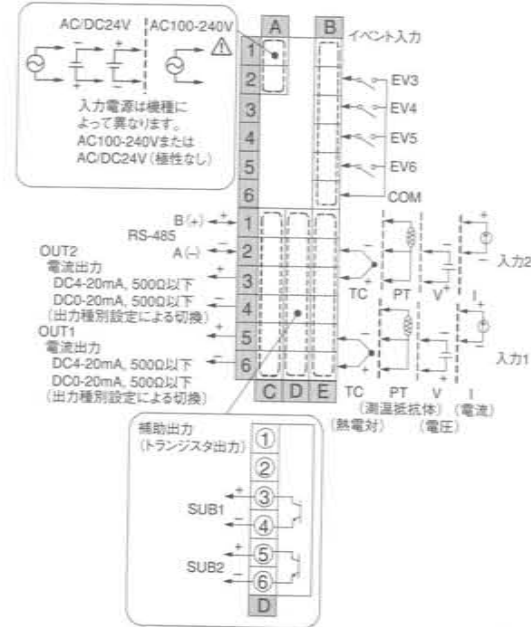 AC/DC24V
AC100-240V
入力電源は機種に
よって異なります。
AC100-240Vまたは
AC/DC24V(極性なし)
A
B
イベント入力
1
2
3
4
5
6
EV3
EV4
EV5
EV6
COM
B(+)
RS-485
A(−)
OUT2
電流出力
DC4-20mA, 500Ω以下
DC0-20mA, 500Ω以下
(出力種別設定による切換)
OUT1
電流出力
DC4-20mA, 500Ω以下
DC0-20mA, 500Ω以下
(出力種別設定による切換)
1
2
3
4
5
6
C D E
TC PT V I
入力2
入力1
TC PT V I
(測温抵抗体) (電流)
(熱電対) (電圧)
補助出力
(トランジスタ出力)
①
②
③
④
⑤
⑥
D
SUB1
SUB2